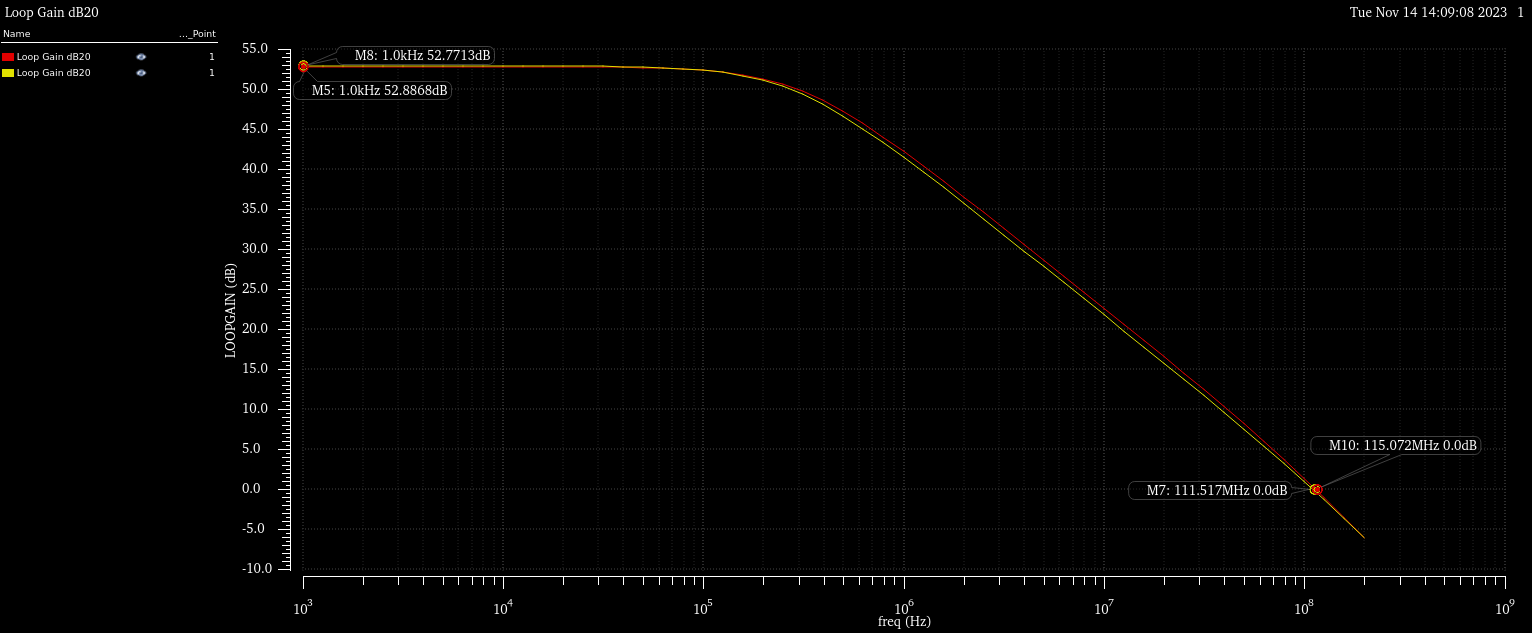 Loop Gain dB20
Tue Nov 14 14:09:08 2023 1
Name ..._Point
Loop Gain dB20 1
Loop Gain dB20 1
55.0
50.0
45.0
40.0
35.0
30.0
25.0
20.0
15.0
10.0
5.0
0.0
-5.0
-10.0
LOOPGAIN (dB)
M8: 1.0kHz 52.7713dB
M5: 1.0kHz 52.8868dB
M10: 115.072MHz 0.0dB
M7: 111.517MHz 0.0dB
10³ 10⁴ 10⁵ 10⁶ 10⁷ 10⁸ 10⁹
freq (Hz)